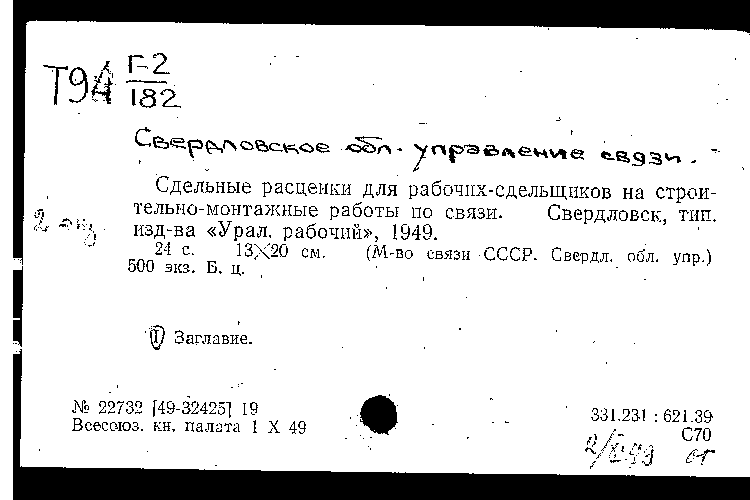 Т94 Г-2
182
Свердловское обл. управление связи.
Сдельные расценки для рабочих-сдельщиков на строи-
тельно-монтажные работы по связи. Свердловск, тип.
2 экз изд-ва «Урал. рабочий», 1949.
24 с. 13×20 см. (М-во связи СССР. Свердл. обл. упр.)
500 экз. Б. ц.
I Заглавие.
№ 22732 [49-32425] 19
Всесоюз. кн. палата 1 X 49
331.231 : 621.39
С70